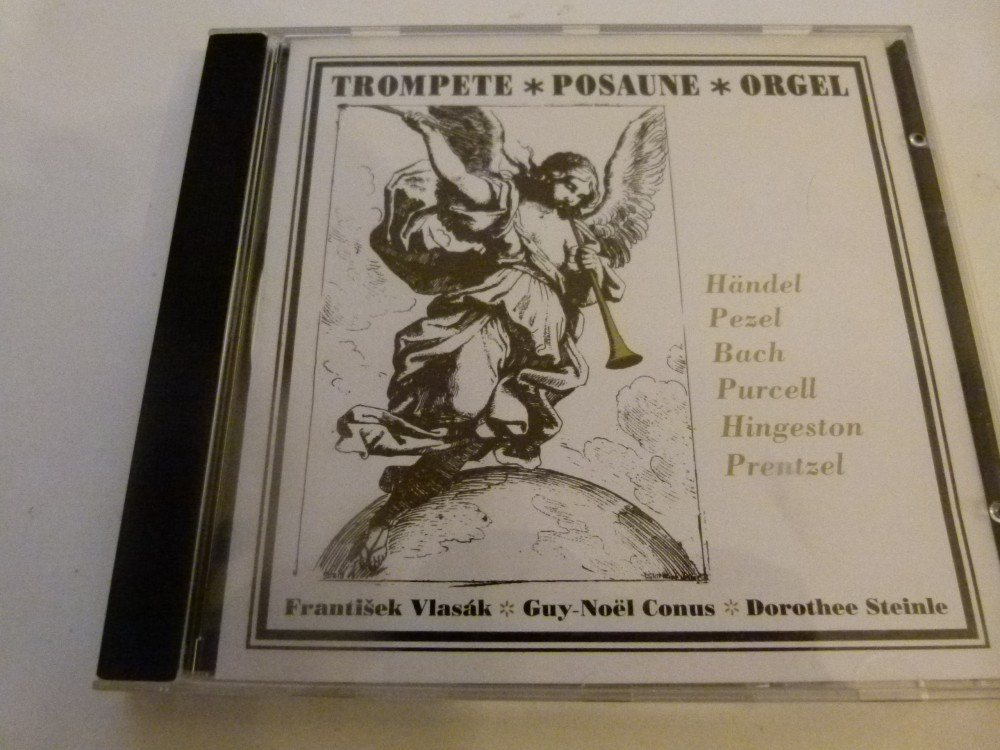 TROMPETE * POSAUNE * ORGEL
Händel
Pezel
Bach
Purcell
Hingeston
Prentzel
František Vlasák * Guy-Noël Conus * Dorothee Steinle